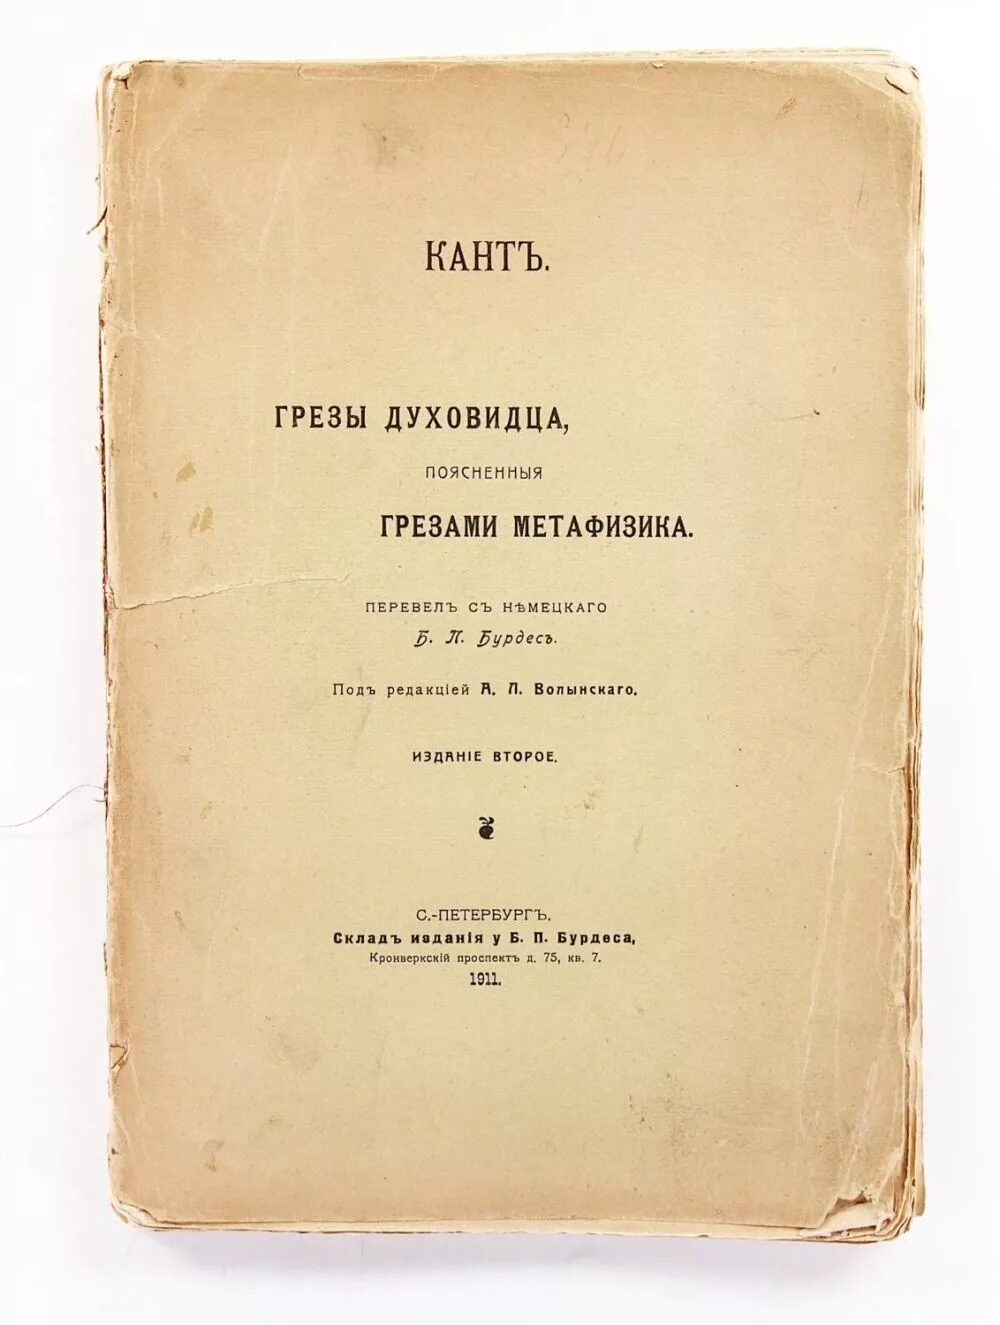 376
КАНТЪ.
ГРЕЗЫ ДУХОВИДЦА,
ПОЯСНЕННЫЯ
ГРЕЗАМИ МЕТАФИЗИКА.
ПЕРЕВЕЛЪ СЪ НѢМЕЦКАГО
Б. П. Бурдесъ.
Подъ редакціей А. Л. Волынскаго.
ИЗДАНІЕ ВТОРОЕ.
С.-ПЕТЕРБУРГЪ.
Складъ изданія у Б. П. Бурдеса,
Кронверкскій проспектъ д. 75, кв. 7.
1911.